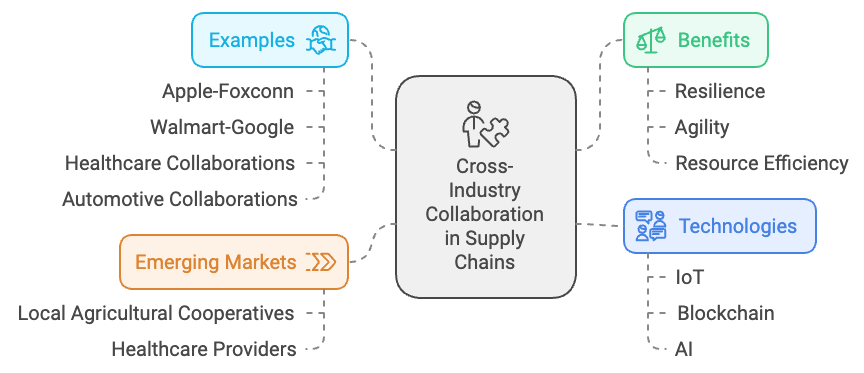 Examples
Apple-Foxconn
Walmart-Google
Healthcare Collaborations
Automotive Collaborations
Emerging Markets
Local Agricultural Cooperatives
Healthcare Providers
Cross-
Industry
Collaboration
in Supply
Chains
Benefits
Resilience
Agility
Resource Efficiency
Technologies
IoT
Blockchain
AI